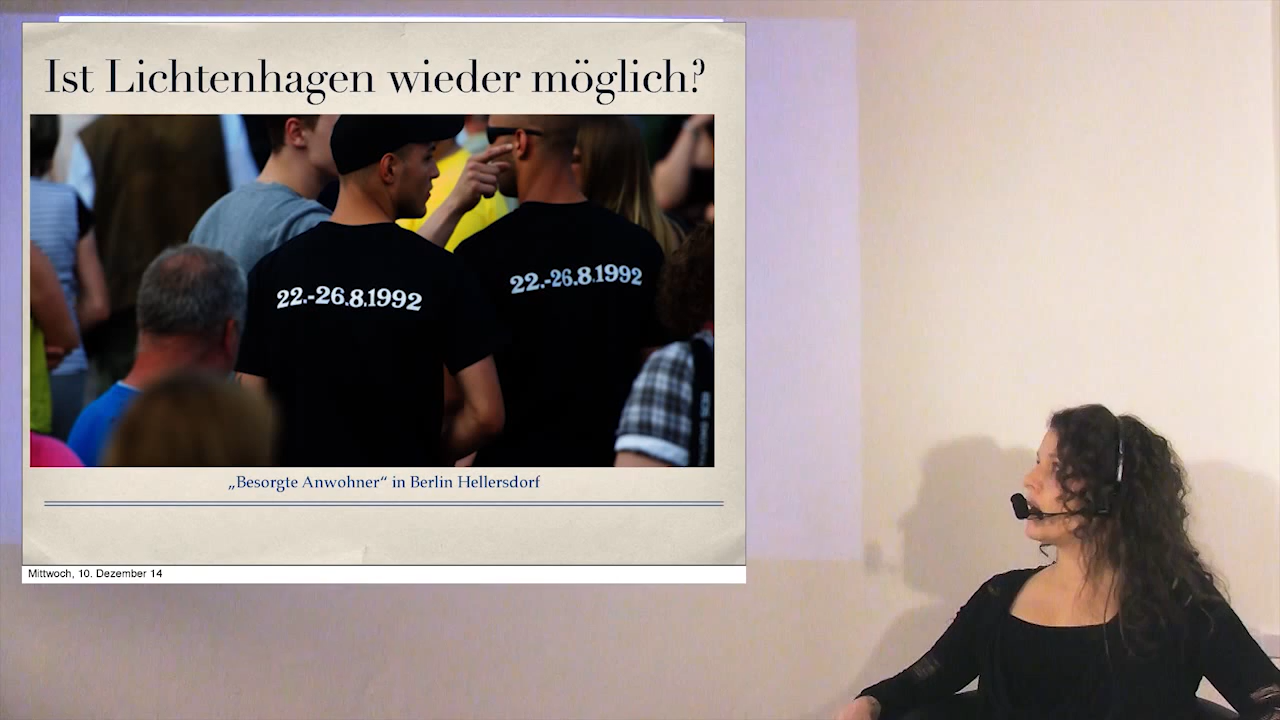 Ist Lichtenhagen wieder möglich?
22.-26.8.1992
22.-26.8.1992
„Besorgte Anwohner“ in Berlin Hellersdorf
Mittwoch, 10. Dezember 14